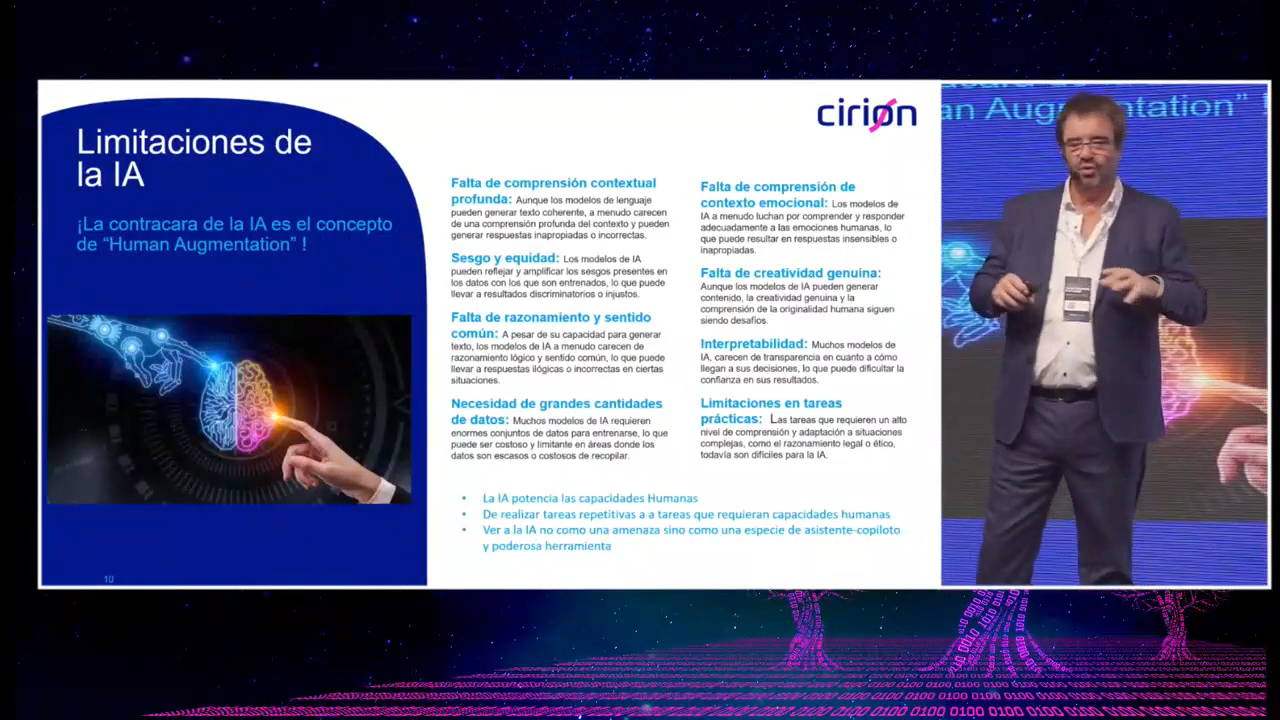 Limitaciones de
la IA
¡La contracara de la IA es el concepto
de “Human Augmentation” !
10
cirion
Falta de comprensión contextual
profunda: Aunque los modelos de lenguaje
pueden generar texto coherente, a menudo carecen
de una comprensión profunda del contexto y pueden
generar respuestas inapropiadas o incorrectas.
Sesgo y equidad: Los modelos de IA
pueden reflejar y amplificar los sesgos presentes en
los datos con los que son entrenados, lo que puede
llevar a resultados discriminatorios o injustos.
Falta de razonamiento y sentido
común: A pesar de su capacidad para generar
texto, los modelos de IA a menudo carecen de
razonamiento lógico y sentido común, lo que puede
llevar a respuestas ilógicas o incorrectas en ciertas
situaciones.
Necesidad de grandes cantidades
de datos: Muchos modelos de IA requieren
enormes conjuntos de datos para entrenarse, lo que
puede ser costoso y limitante en áreas donde los
datos son escasos o costosos de recopilar.
Falta de comprensión de
contexto emocional: Los modelos de
IA a menudo luchan por comprender y responder
adecuadamente a las emociones humanas, lo
que puede resultar en respuestas insensibles o
inapropiadas.
Falta de creatividad genuina:
Aunque los modelos de IA pueden generar
contenido, la creatividad genuina y la
comprensión de la originalidad humana siguen
siendo desafíos.
Interpretabilidad: Muchos modelos de
IA, carecen de transparencia en cuanto a cómo
llegan a sus decisiones, lo que puede dificultar la
confianza en sus resultados.
Limitaciones en tareas
prácticas: Las tareas que requieren un alto
nivel de comprensión y adaptación a situaciones
complejas, como el razonamiento legal o ético,
todavía son difíciles para la IA.
• La IA potencia las capacidades Humanas
• De realizar tareas repetitivas a a tareas que requieran capacidades humanas
• Ver a la IA no como una amenaza sino como una especie de asistente-copiloto
y poderosa herramienta
an Augmentation” !